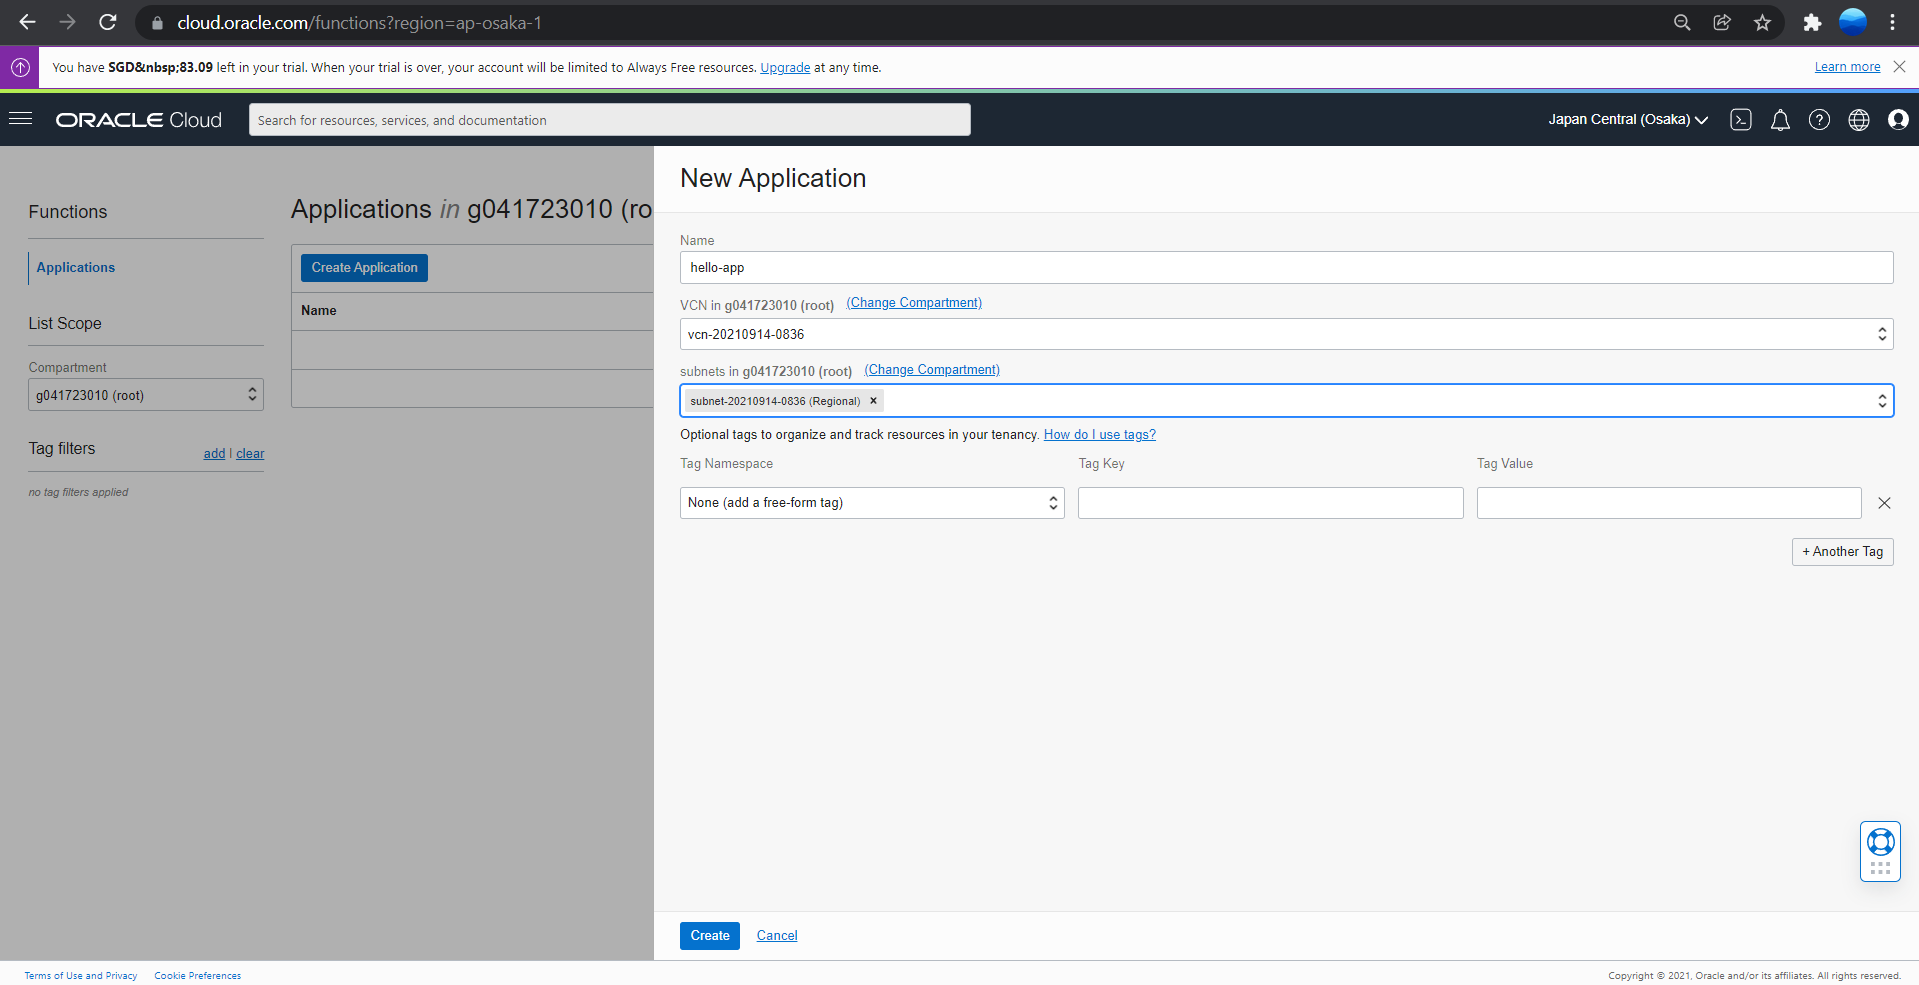 cloud.oracle.com/functions?region=ap-osaka-1
You have SGD&nbsp;83.09 left in your trial. When your trial is over, your account will be limited to Always Free resources. Upgrade at any time.
Learn more
ORACLE Cloud
Search for resources, services, and documentation
Japan Central (Osaka)
Functions
Applications
List Scope
Compartment
g041723010 (root)
Tag filters
add | clear
no tag filters applied
Applications in g041723010 (ro
Create Application
Name
New Application
Name
hello-app
VCN in g041723010 (root) (Change Compartment)
vcn-20210914-0836
subnets in g041723010 (root) (Change Compartment)
subnet-20210914-0836 (Regional) ×
Optional tags to organize and track resources in your tenancy. How do I use tags?
Tag Namespace Tag Key Tag Value
None (add a free-form tag)
+ Another Tag
Create Cancel
Terms of Use and Privacy Cookie Preferences
Copyright © 2021, Oracle and/or its affiliates. All rights reserved.